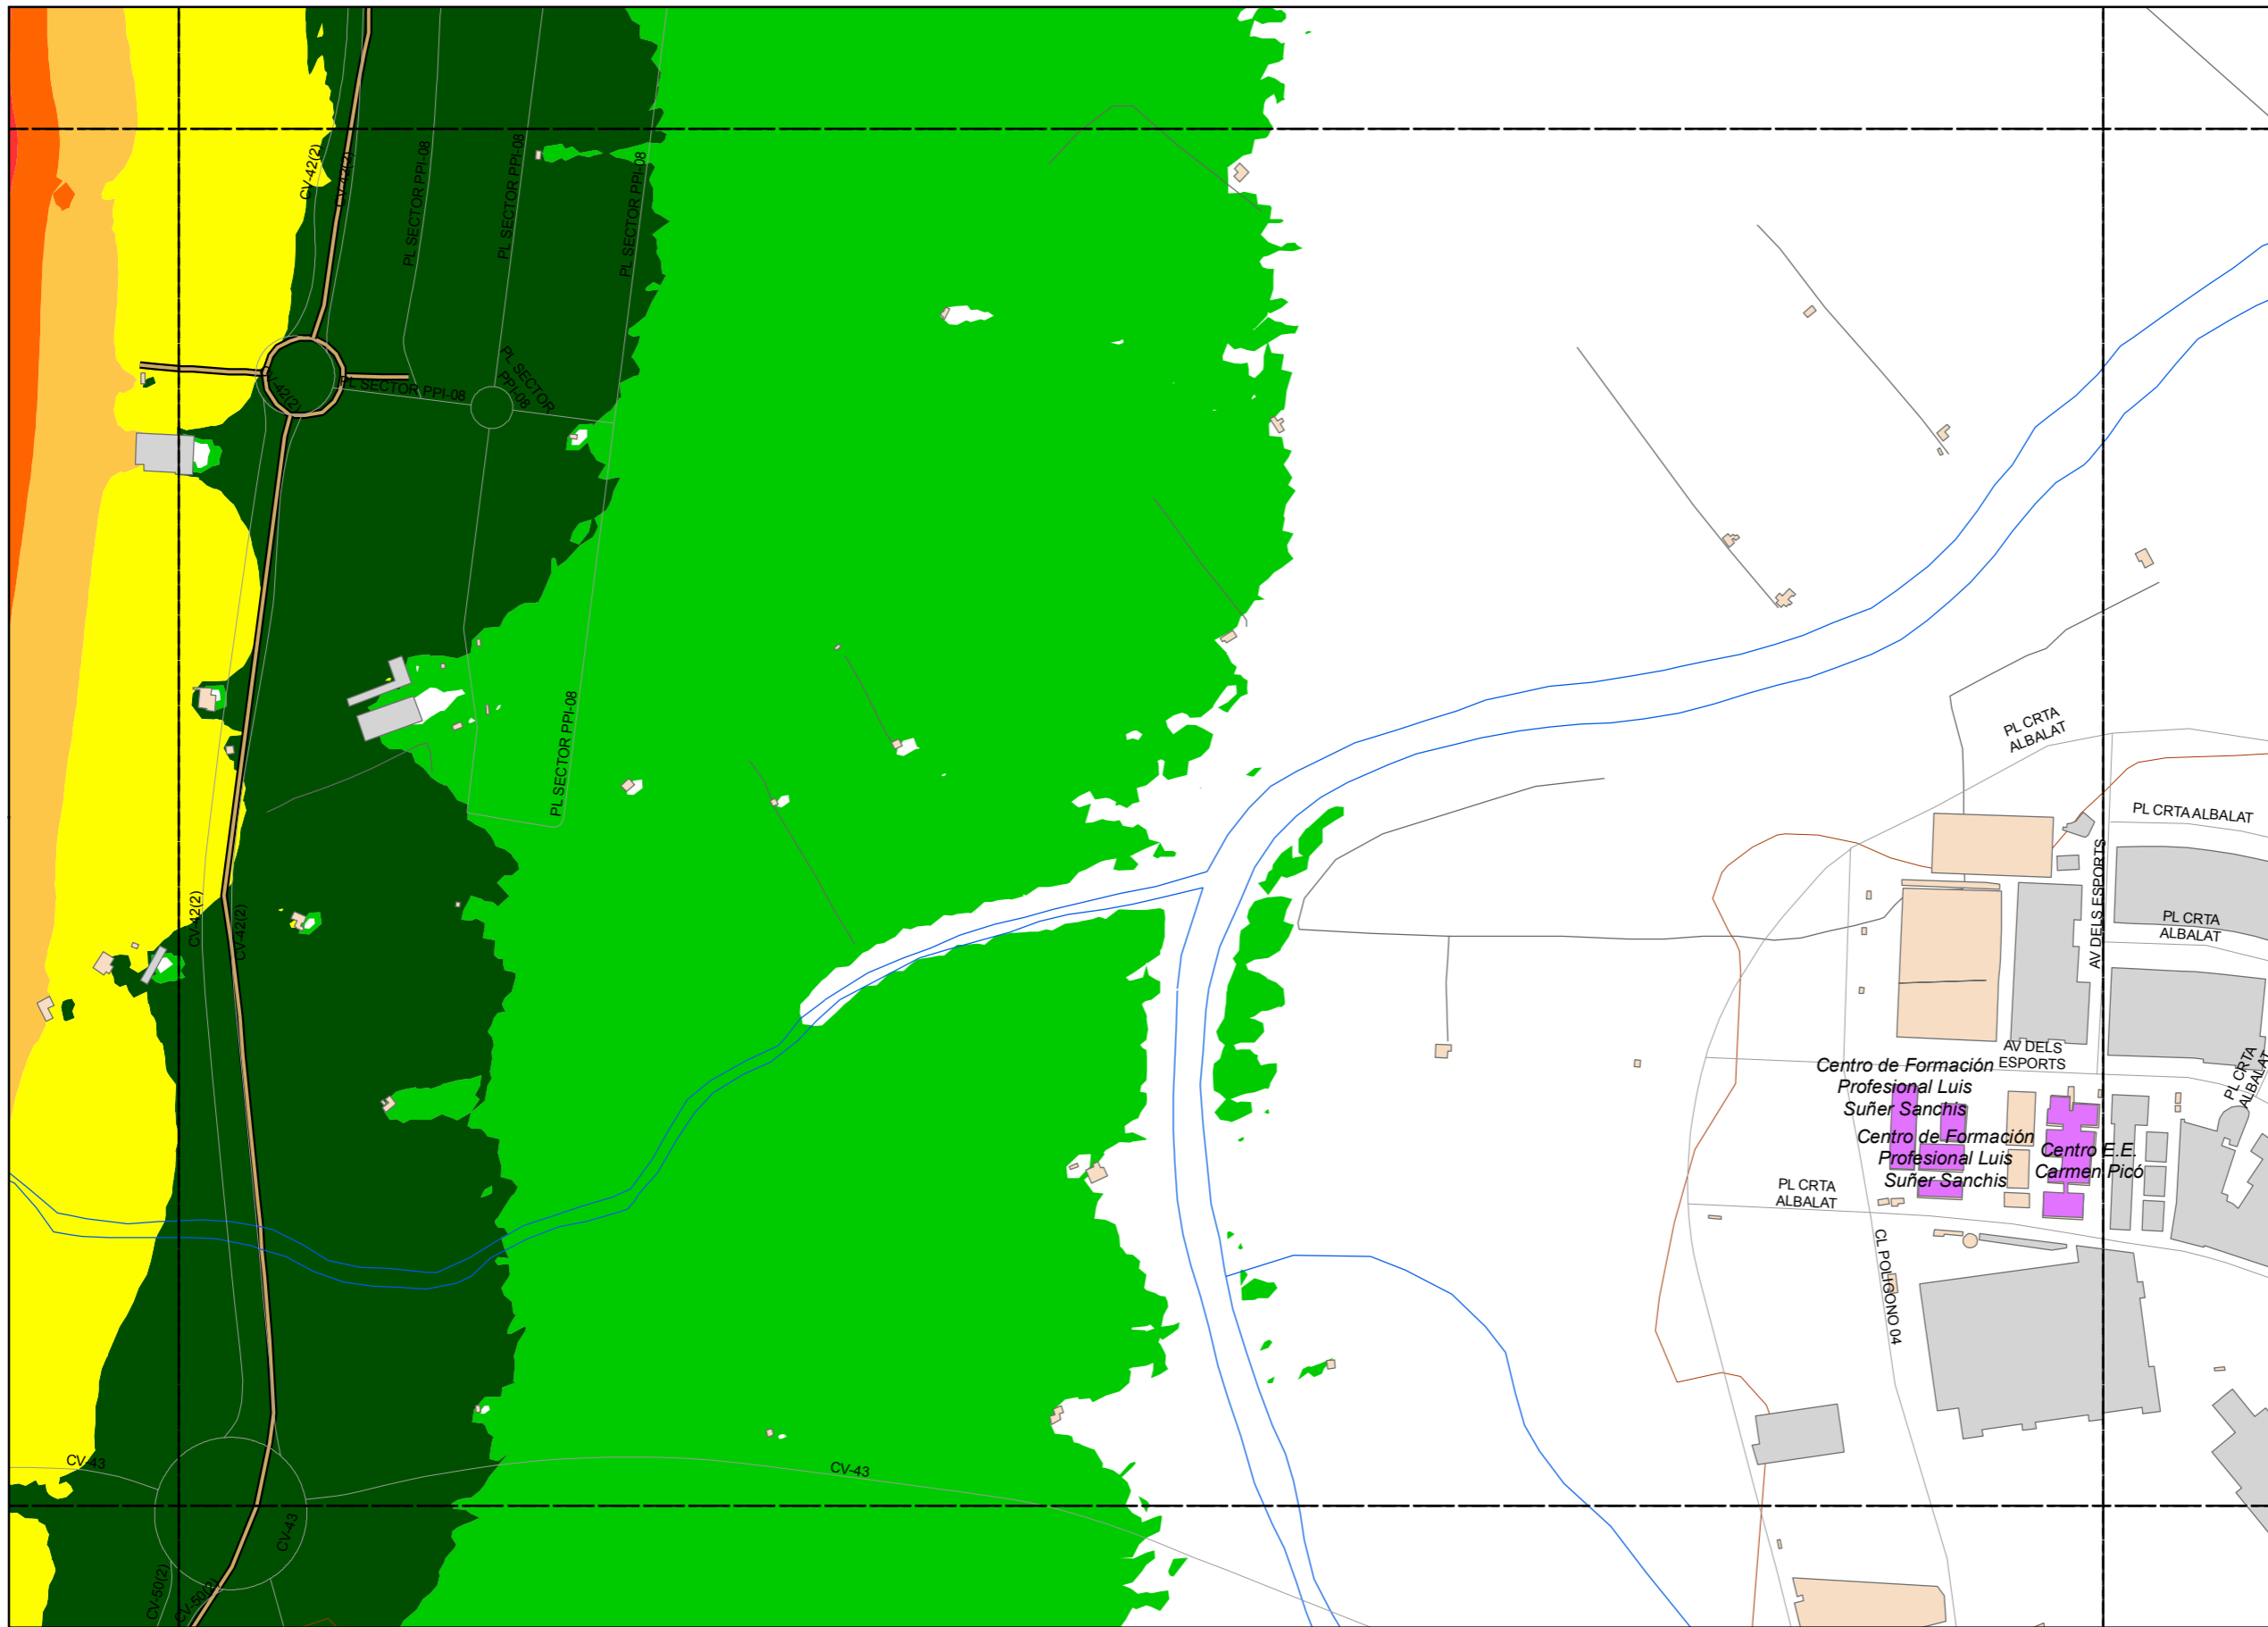 CV-42(2)
CV-42(2)
PL SECTOR PPI-08
PL SECTOR PPI-08
PL SECTOR PPI-08
CV-42(2)
PL SECTOR PPI-08
PL SECTOR
PPI-08
PL SECTOR PPI-08
PL CRTA
ALBALAT
PL CRTA ALBALAT
AV DELS ESPORTS
PL CRTA
ALBALAT
CV-42(2)
CV-42(2)
AV DELS
ESPORTS
PL CRTA
ALBALAT
Centro de Formación
Profesional Luis
Suñer Sanchis
Centro de Formación
Profesional Luis
Suñer Sanchis
Centro E.E.
Carmen Picó
PL CRTA
ALBALAT
CL POLIGONO 04
CV-43
CV-43
CV-43
CV-50(2)
CV-50(2)